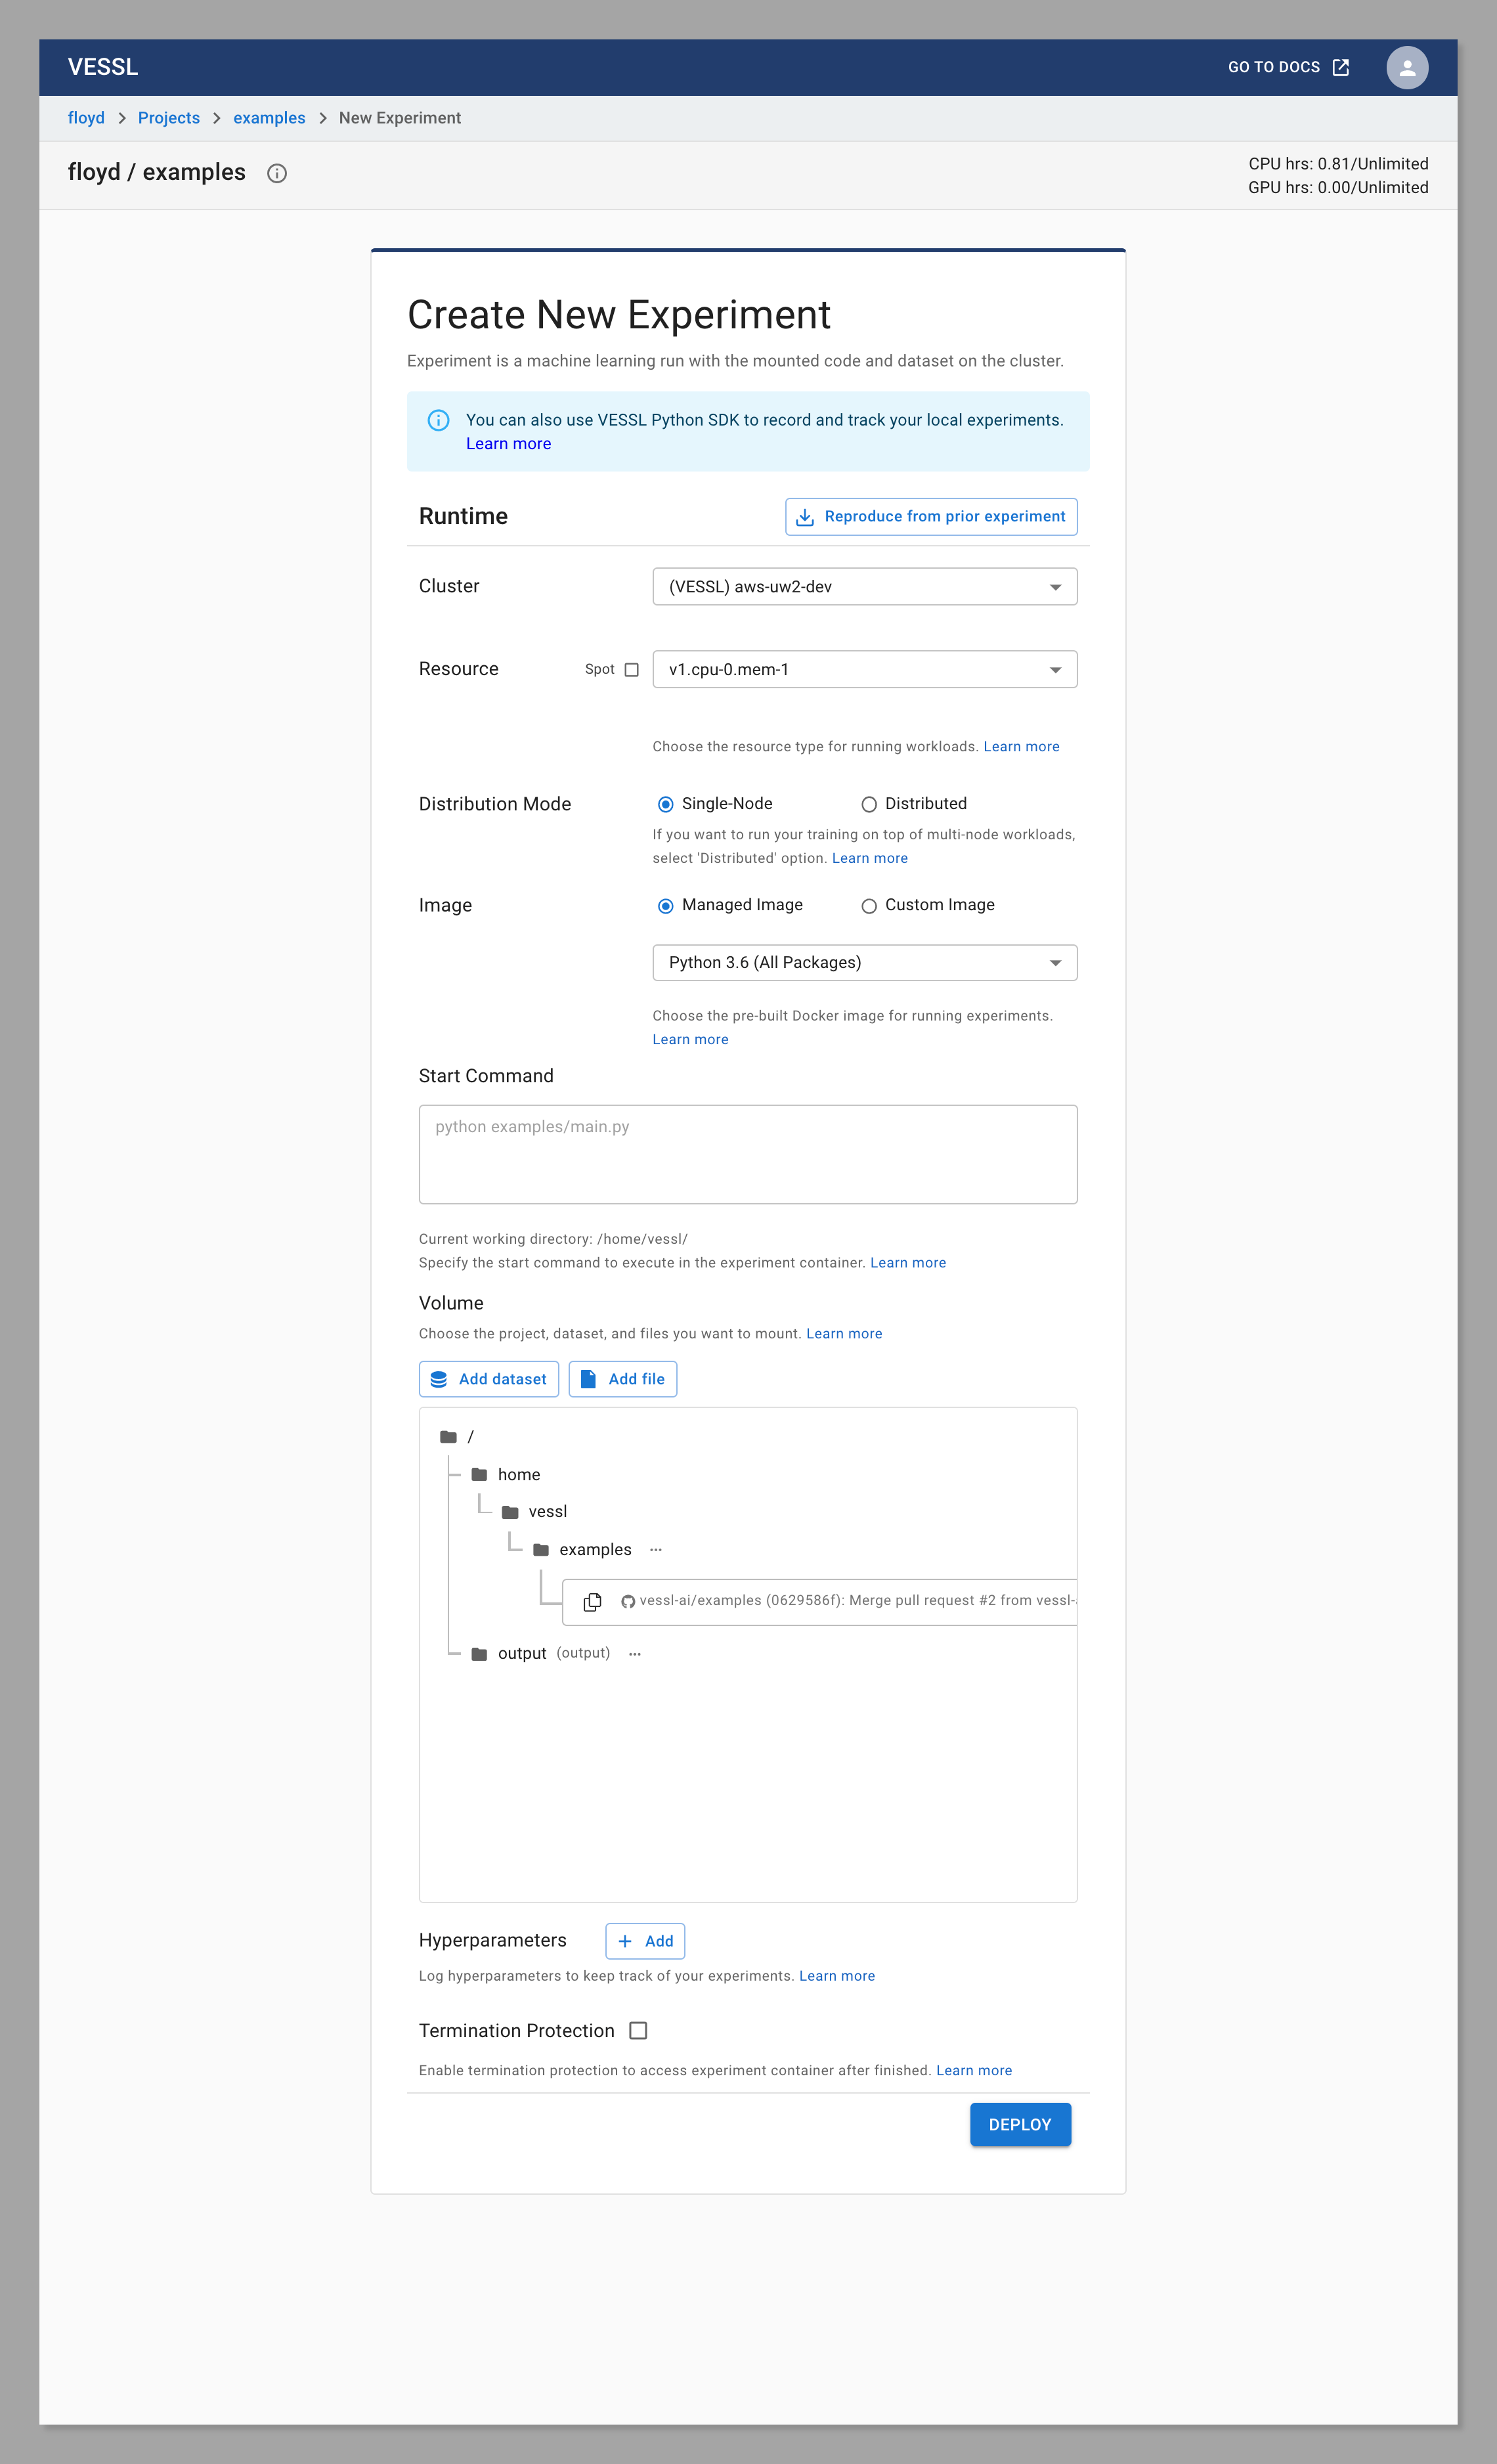 VESSL
GO TO DOCS
floyd > Projects > examples > New Experiment
floyd / examples
CPU hrs: 0.81/Unlimited
GPU hrs: 0.00/Unlimited
Create New Experiment
Experiment is a machine learning run with the mounted code and dataset on the cluster.
You can also use VESSL Python SDK to record and track your local experiments.
Learn more
Runtime
Reproduce from prior experiment
Cluster
(VESSL) aws-uw2-dev
Resource
Spot
v1.cpu-0.mem-1
Choose the resource type for running workloads. Learn more
Distribution Mode
Single-Node
Distributed
If you want to run your training on top of multi-node workloads,
select 'Distributed' option. Learn more
Image
Managed Image
Custom Image
Python 3.6 (All Packages)
Choose the pre-built Docker image for running experiments.
Learn more
Start Command
python examples/main.py
Current working directory: /home/vessl/
Specify the start command to execute in the experiment container. Learn more
Volume
Choose the project, dataset, and files you want to mount. Learn more
Add dataset
Add file
/
home
vessl
examples ...
vessl-ai/examples (0629586f): Merge pull request #2 from vessl-
output (output) ...
Hyperparameters
+ Add
Log hyperparameters to keep track of your experiments. Learn more
Termination Protection
Enable termination protection to access experiment container after finished. Learn more
DEPLOY